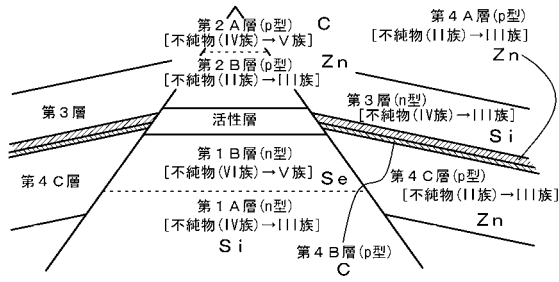 第2A層(p型) C
[不純物(IV族)→V族]
第2B層(p型) Zn
[不純物(II族)→III族]
第4A層(p型)
[不純物(II族)→III族]
Zn
第3層
活性層
第3層(n型)
[不純物(IV族)→III族]
Si
第4C層
第1B層(n型)
[不純物(VI族)→V族]
Se
第4C層(p型)
[不純物(II族)→III族]
Zn
第1A層(n型)
[不純物(IV族)→III族]
Si
第4B層(p型)
C